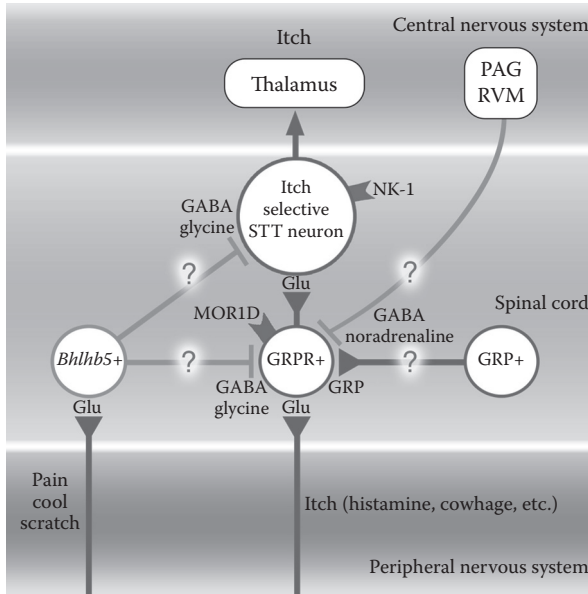 Central nervous system
Itch
Thalamus
PAG
RVM
Itch
selective
STT neuron
NK-1
GABA
glycine
?
?
Glu
MOR1D
GABA
noradrenaline
Spinal cord
Bhlhb5+
?
GRPR+
?
GRP+
GABA
glycine
GRP
Glu
Glu
Pain
cool
scratch
Itch (histamine, cowhage, etc.)
Peripheral nervous system